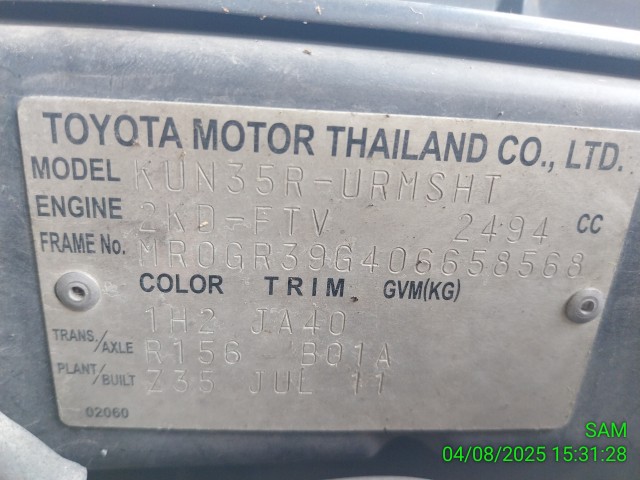 TOYOTA MOTOR THAILAND CO., LTD.
MODEL KUN35R-URMSHT
ENGINE 2KD-FTV 2494 CC
FRAME No. MR0GR39G406658568
COLOR TRIM GVM(KG)
1H2 JA40
TRANS./AXLE R156 B01A
PLANT/BUILT Z35 JUL 11
02060
SAM
04/08/2025 15:31:28